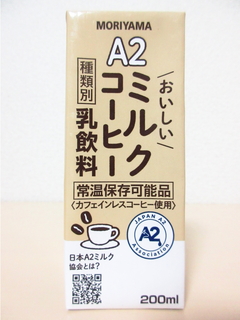 MORIYAMA
A2
おいしい
ミルク
コーヒー
種類別
乳飲料
常温保存可能品
〈カフェインレスコーヒー使用〉
JAPAN A2
A2
Association
日本A2ミルク
協会とは?
200ml